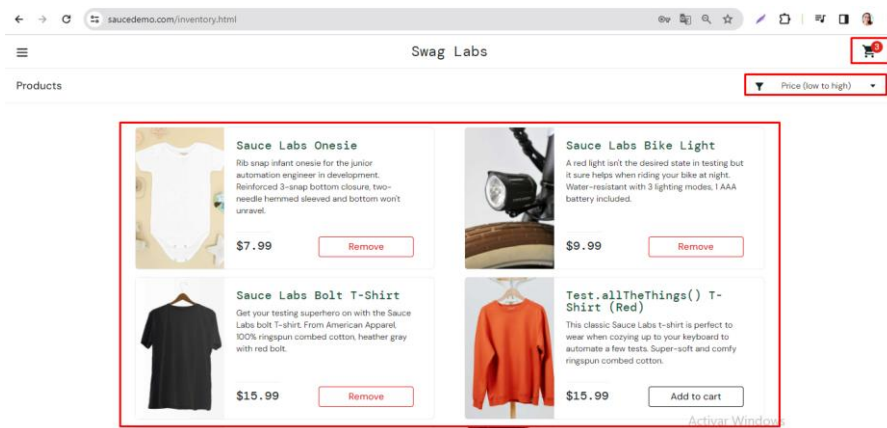 saucedemo.com/inventory.html
Swag Labs
3
Products
Price (low to high)
Sauce Labs Onesie
Rib snap infant onesie for the junior
automation engineer in development.
Reinforced 3-snap bottom closure, two-
needle hemmed sleeved and bottom won't
unravel.
$7.99
Remove
Sauce Labs Bike Light
A red light isn't the desired state in testing but
it sure helps when riding your bike at night.
Water-resistant with 3 lighting modes, 1 AAA
battery included.
$9.99
Remove
Sauce Labs Bolt T-Shirt
Get your testing superhero on with the Sauce
Labs bolt T-shirt. From American Apparel,
100% ringspun combed cotton, heather gray
with red bolt.
$15.99
Remove
Test.allTheThings() T-
Shirt (Red)
This classic Sauce Labs t-shirt is perfect to
wear when cozying up to your keyboard to
automate a few tests. Super-soft and comfy
ringspun combed cotton.
$15.99
Add to cart
Activar Windows